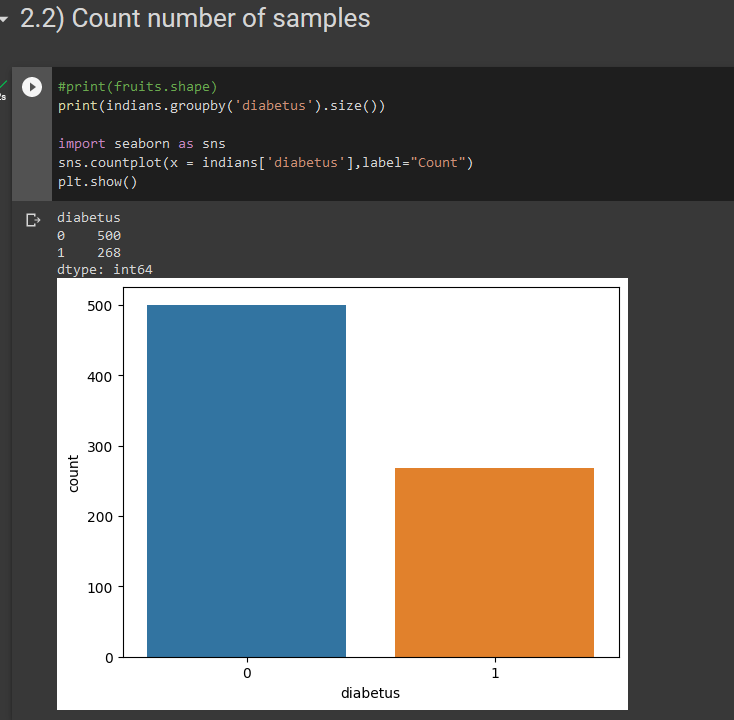 2.2) Count number of samples
#print(fruits.shape)
print(indians.groupby('diabetus').size())
import seaborn as sns
sns.countplot(x = indians['diabetus'],label="Count")
plt.show()
diabetus
0    500
1    268
dtype: int64
500
400
300
200
100
0
count
0 1
diabetus